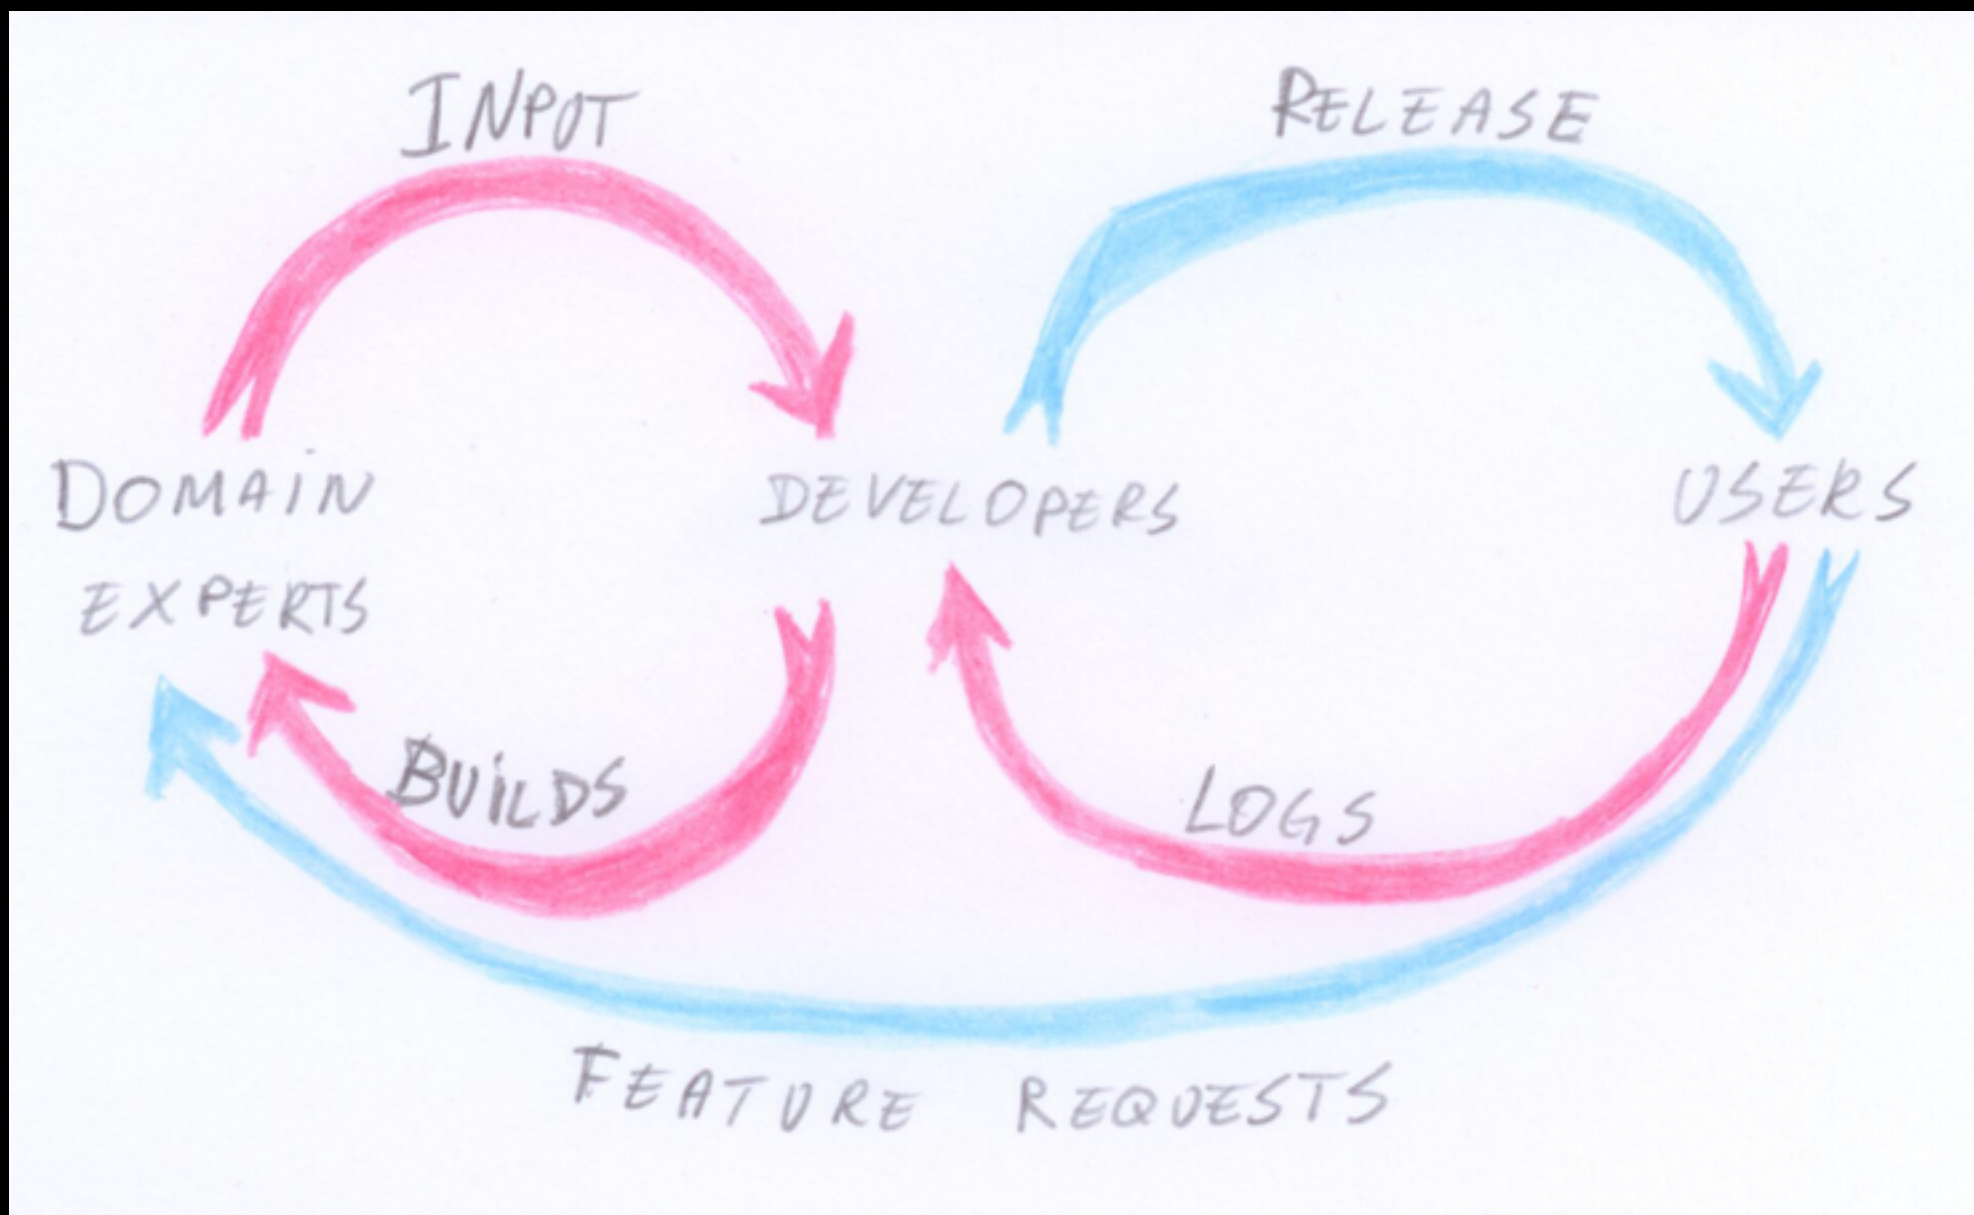 INPUT
RELEASE
DOMAIN
EXPERTS
DEVELOPERS
USERS
BUiLDS
LOGS
FEATURE REQUESTS